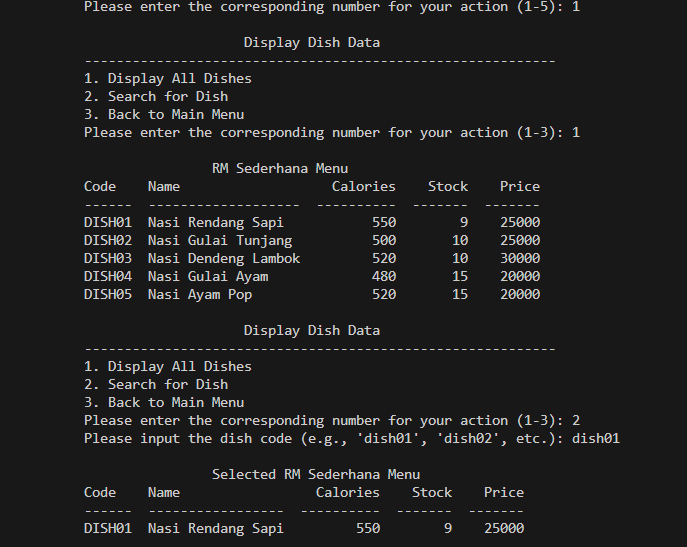 Please enter the corresponding number for your action (1-5): 1
Display Dish Data
-----------------------------------------------------------
1. Display All Dishes
2. Search for Dish
3. Back to Main Menu
Please enter the corresponding number for your action (1-3): 1
RM Sederhana Menu
Code    Name                   Calories    Stock    Price
------  -------------------  ----------  -------  -------
DISH01  Nasi Rendang Sapi           550        9    25000
DISH02  Nasi Gulai Tunjang          500       10    25000
DISH03  Nasi Dendeng Lambok         520       10    30000
DISH04  Nasi Gulai Ayam             480       15    20000
DISH05  Nasi Ayam Pop               520       15    20000
Display Dish Data
-----------------------------------------------------------
1. Display All Dishes
2. Search for Dish
3. Back to Main Menu
Please enter the corresponding number for your action (1-3): 2
Please input the dish code (e.g., 'dish01', 'dish02', etc.): dish01
Selected RM Sederhana Menu
Code    Name                 Calories    Stock    Price
------  -----------------  ----------  -------  -------
DISH01  Nasi Rendang Sapi         550        9    25000